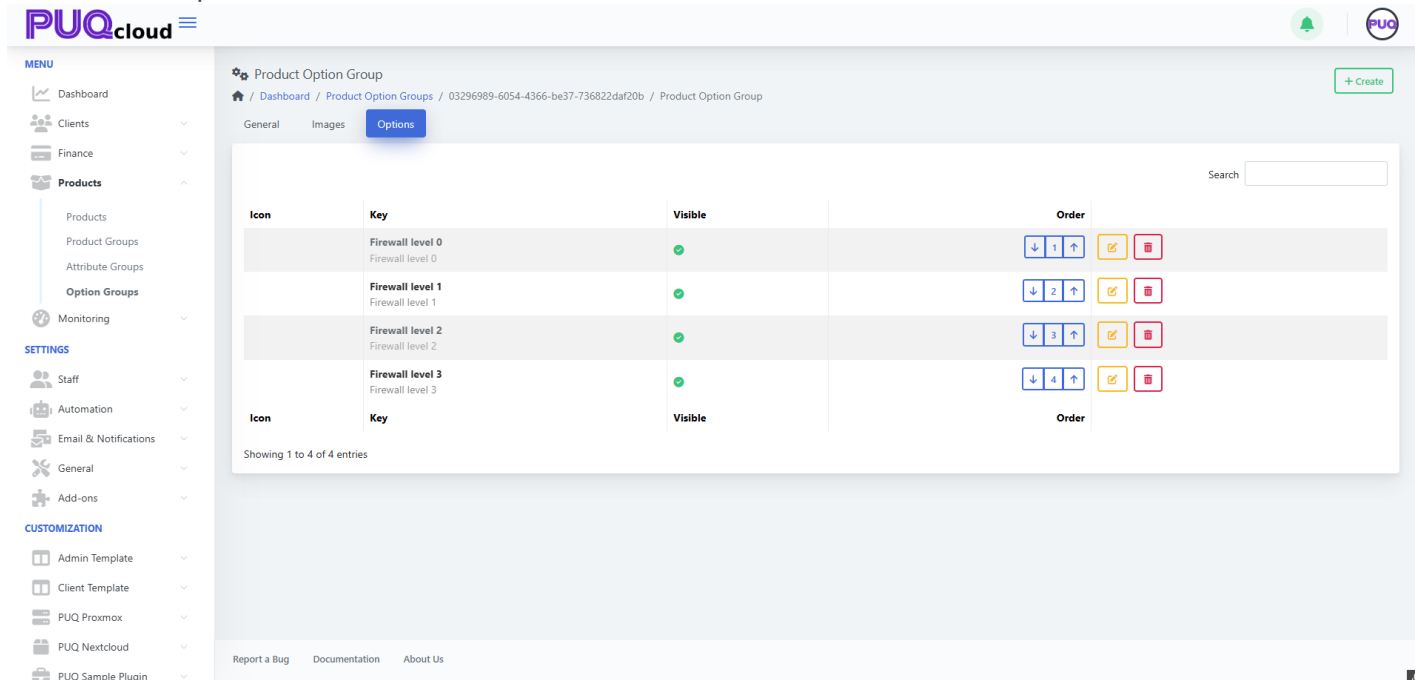 PUQcloud
PUQ
MENU
Dashboard
Clients
Finance
Products
Products
Product Groups
Attribute Groups
Option Groups
Monitoring
SETTINGS
Staff
Automation
Email & Notifications
General
Add-ons
CUSTOMIZATION
Admin Template
Client Template
PUQ Proxmox
PUQ Nextcloud
PUQ Sample Plugin
Product Option Group
+ Create
/ Dashboard / Product Option Groups / 03296989-6054-4366-be37-736822daf20b / Product Option Group
General Images Options
Search
Icon Key Visible Order
Firewall level 0
Firewall level 0
1
Firewall level 1
Firewall level 1
2
Firewall level 2
Firewall level 2
3
Firewall level 3
Firewall level 3
4
Icon Key Visible Order
Showing 1 to 4 of 4 entries
Report a Bug Documentation About Us